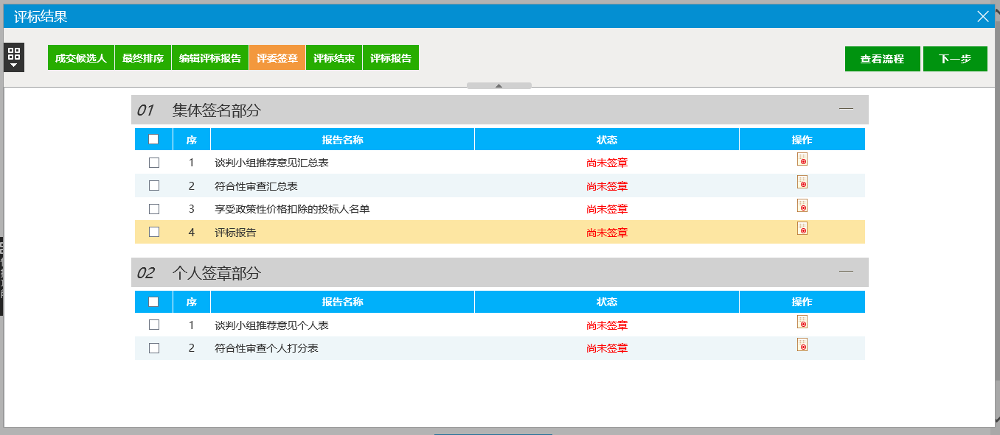 评标结果
成交候选人 最终排序 编辑评标报告 评委签章 评标结束 评标报告 查看流程 下一步
01 集体签名部分
序 报告名称 状态 操作
1 谈判小组推荐意见汇总表 尚未签章
2 符合性审查汇总表 尚未签章
3 享受政策性价格扣除的投标人名单 尚未签章
4 评标报告 尚未签章
02 个人签章部分
序 报告名称 状态 操作
1 谈判小组推荐意见个人表 尚未签章
2 符合性审查个人打分表 尚未签章